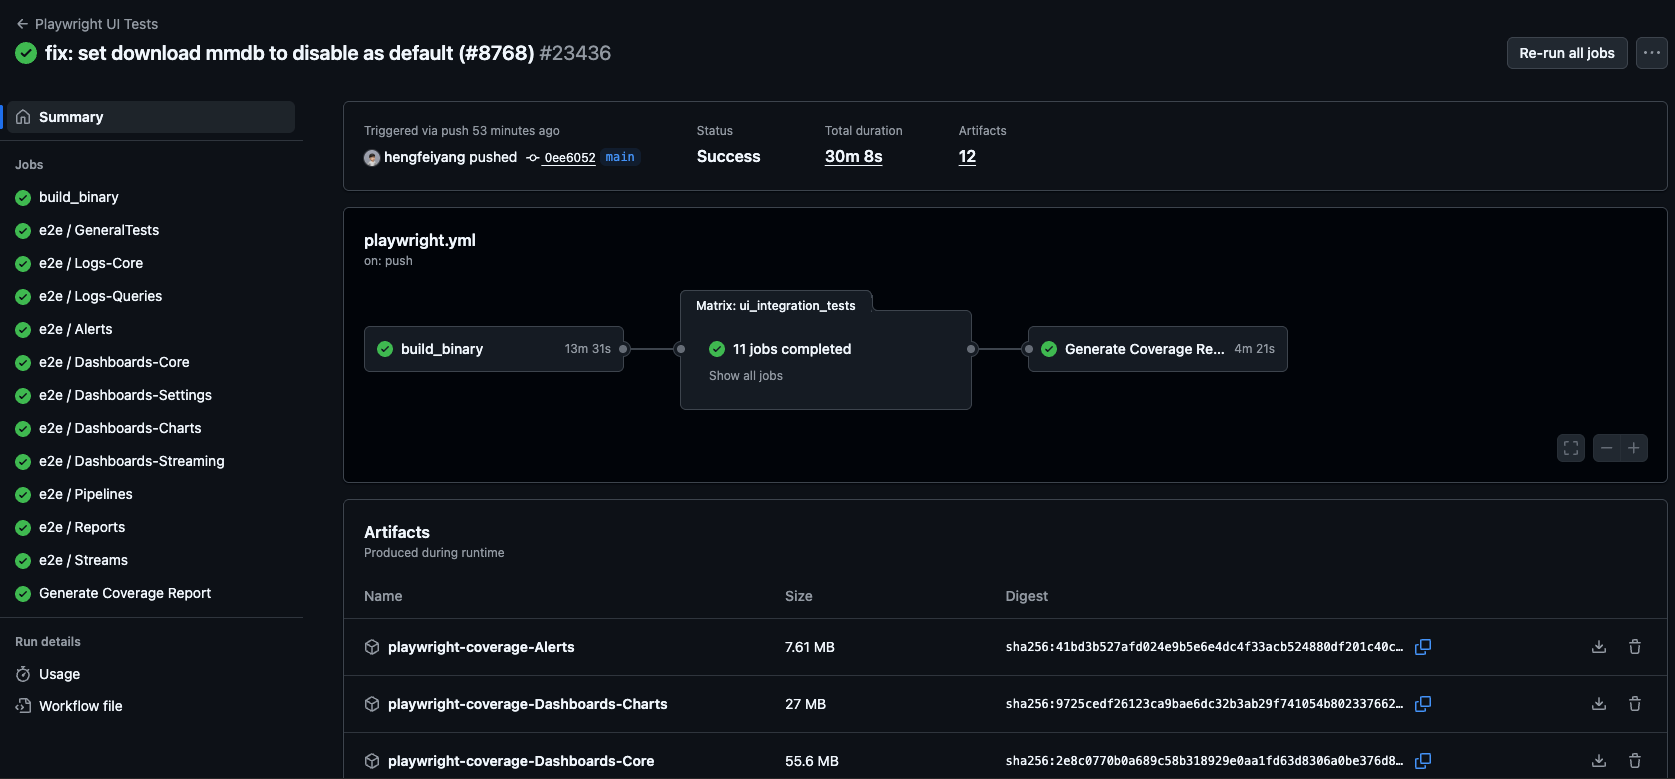 Playwright UI Tests
fix: set download mmdb to disable as default (#8768) #23436
Re-run all jobs
Summary
Jobs
build_binary
e2e / GeneralTests
e2e / Logs-Core
e2e / Logs-Queries
e2e / Alerts
e2e / Dashboards-Core
e2e / Dashboards-Settings
e2e / Dashboards-Charts
e2e / Dashboards-Streaming
e2e / Pipelines
e2e / Reports
e2e / Streams
Generate Coverage Report
Run details
Usage
Workflow file
Triggered via push 53 minutes ago
hengfeiyang pushed 0ee6052 main
Status
Success
Total duration
30m 8s
Artifacts
12
playwright.yml
on: push
build_binary 13m 31s
Matrix: ui_integration_tests
11 jobs completed
Show all jobs
Generate Coverage Re... 4m 21s
Artifacts
Produced during runtime
Name Size Digest
playwright-coverage-Alerts 7.61 MB sha256:41bd3b527afd024e9b5e6e4dc4f33acb524880df201c40c…
playwright-coverage-Dashboards-Charts 27 MB sha256:9725cedf26123ca9bae6dc32b3ab29f741054b802337662…
playwright-coverage-Dashboards-Core 55.6 MB sha256:2e8c0770b0a689c58b318929e0aa1fd63d8306a0be376d8…